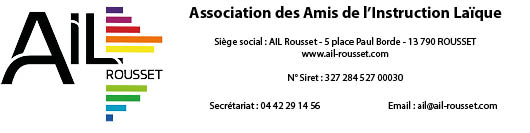 AIL
ROUSSET
Association des Amis de l'Instruction Laïque
Siège social : AIL Rousset - 5 place Paul Borde - 13 790 ROUSSET
www.ail-rousset.com
N° Siret : 327 284 527 00030
Secrétariat : 04 42 29 14 56 Email : ail@ail-rousset.com